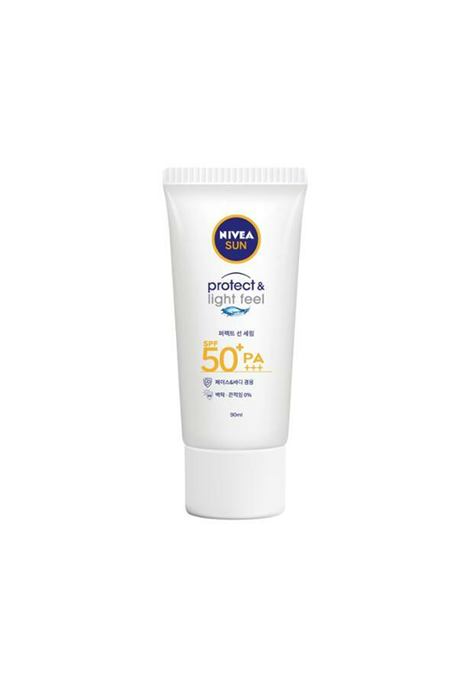 NIVEA
SUN
protect &
light feel
퍼펙트 선 세럼
SPF
50+ PA
+++
페이스&바디 겸용
백탁·끈적임 0%
90ml